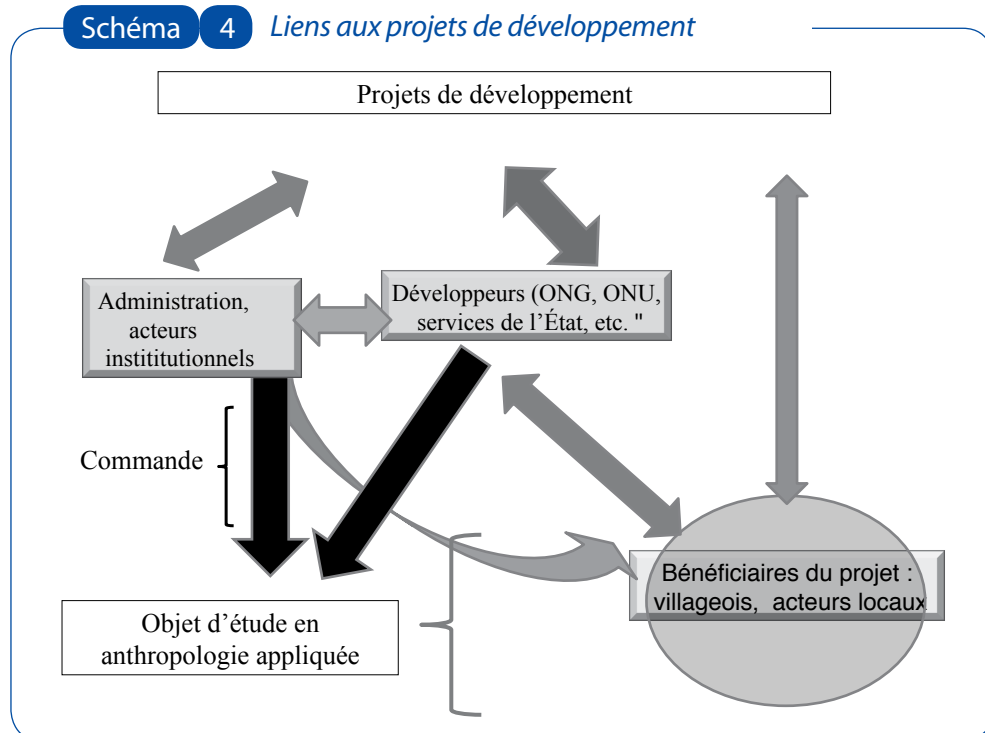 Schéma 4 Liens aux projets de développement
Projets de développement
Administration,
acteurs
instititutionnels
Développeurs (ONG, ONU,
services de l'État, etc. "
Commande
Bénéficiaires du projet :
villageois, acteurs locaux
Objet d'étude en
anthropologie appliquée